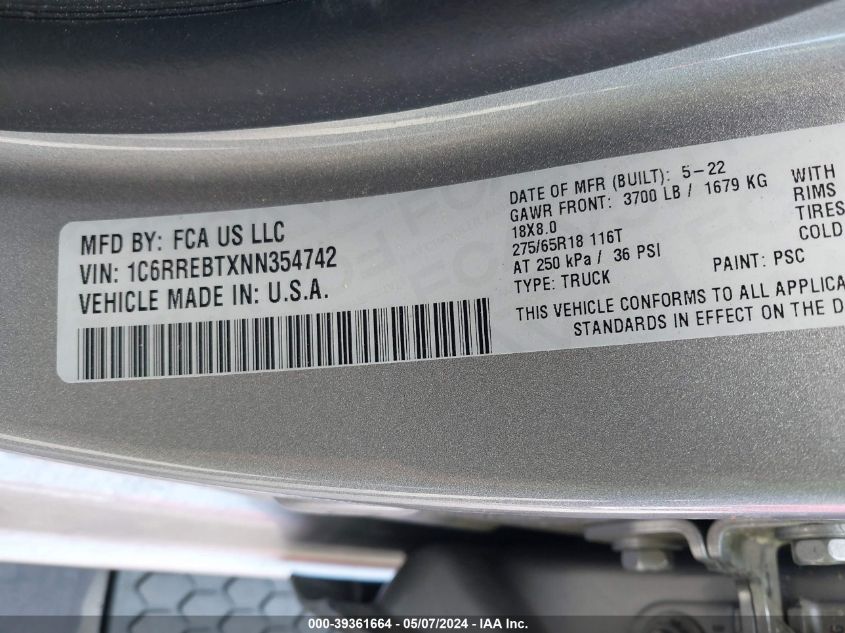 MFD BY: FCA US LLC
VIN: 1C6RREBTXNN354742
VEHICLE MADE IN: U.S.A.
DATE OF MFR (BUILT): 5-22
GAWR FRONT: 3700 LB / 1679 KG
18X8.0
275/65R18 116T
AT 250 kPa / 36 PSI
TYPE: TRUCK
PAINT: PSC
WITH
RIMS
TIRES
COLD
THIS VEHICLE CONFORMS TO ALL APPLICA
STANDARDS IN EFFECT ON THE D
000-39361664 - 05/07/2024 - IAA Inc.